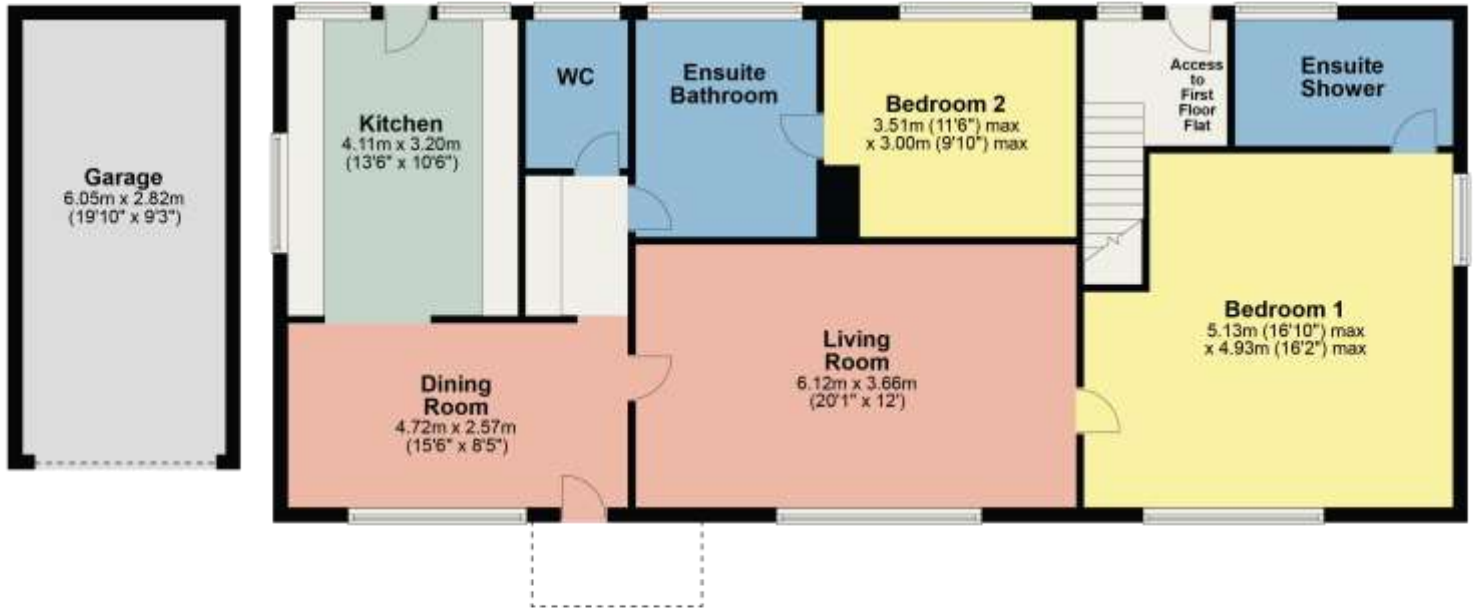 Garage
6.05m x 2.82m
(19'10" x 9'3")
Kitchen
4.11m x 3.20m
(13'6" x 10'6")
WC
Ensuite
Bathroom
Bedroom 2
3.51m (11'6") max
x 3.00m (9'10") max
Access
to
First
Floor
Flat
Ensuite
Shower
Dining
Room
4.72m x 2.57m
(15'6" x 8'5")
Living
Room
6.12m x 3.66m
(20'1" x 12')
Bedroom 1
5.13m (16'10") max
x 4.93m (16'2") max